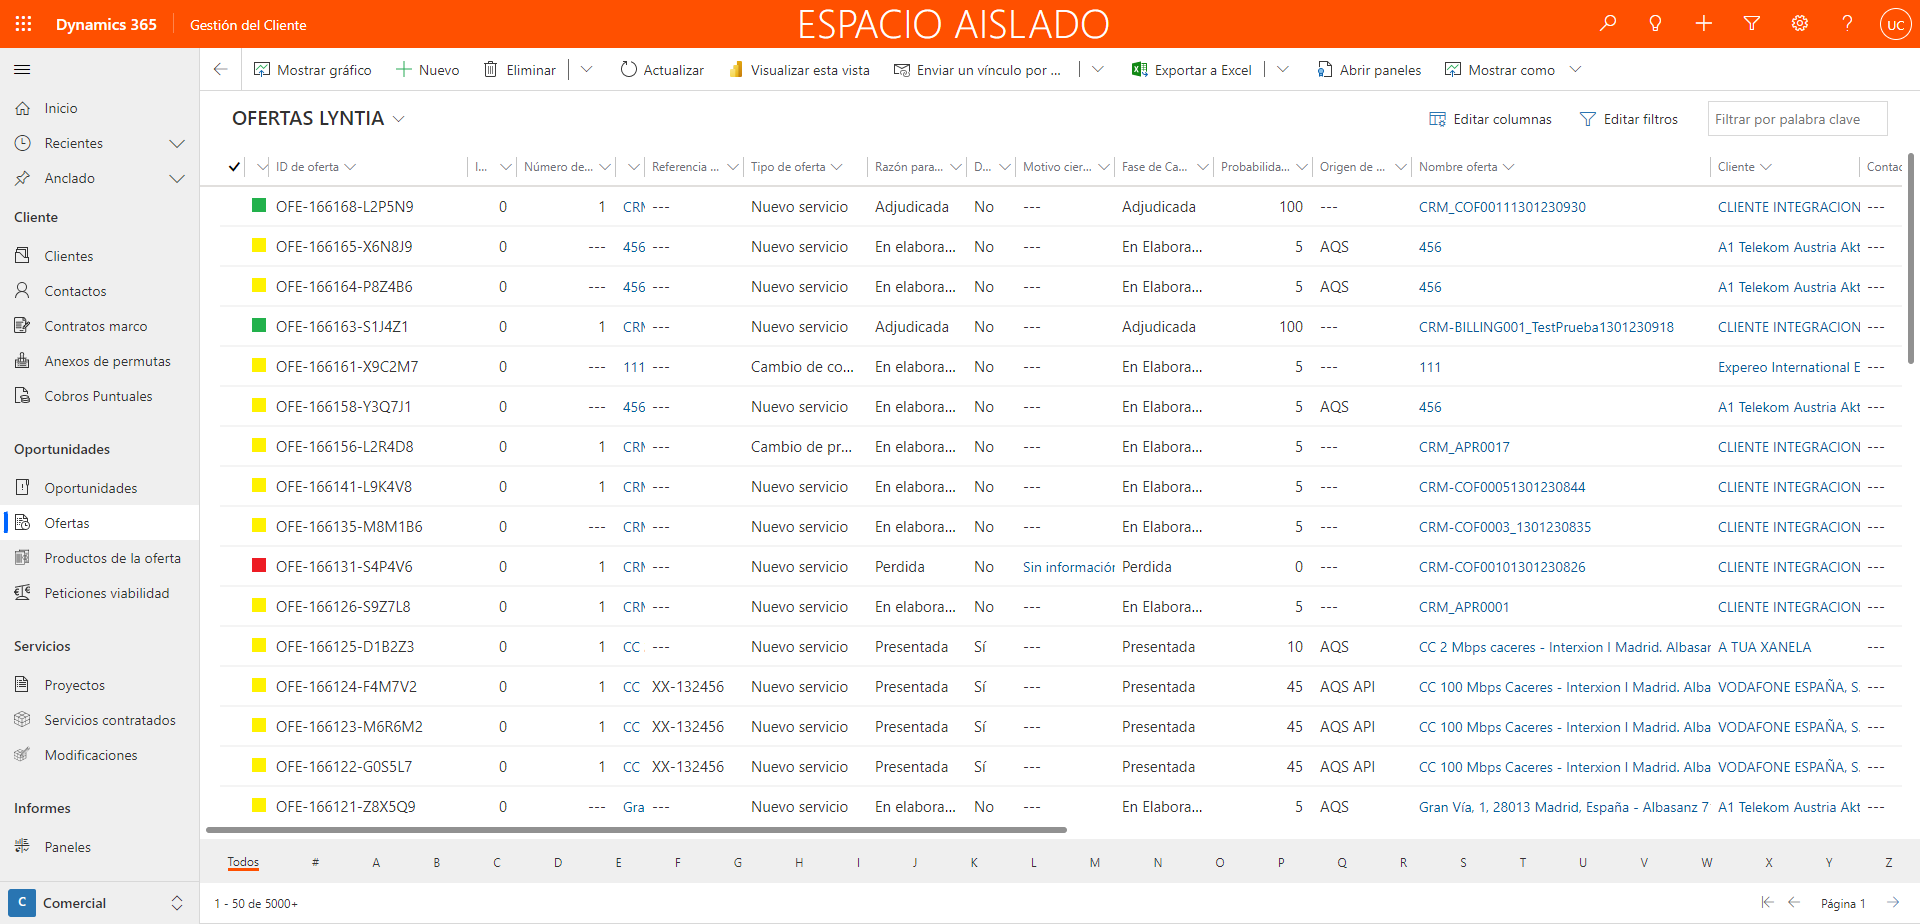 Dynamics 365
Gestión del Cliente
ESPACIO AISLADO
UC
Mostrar gráfico
Nuevo
Eliminar
Actualizar
Visualizar esta vista
Enviar un vínculo por ...
Exportar a Excel
Abrir paneles
Mostrar como
Inicio
Recientes
Anclado
Cliente
Clientes
Contactos
Contratos marco
Anexos de permutas
Cobros Puntuales
Oportunidades
Oportunidades
Ofertas
Productos de la oferta
Peticiones viabilidad
Servicios
Proyectos
Servicios contratados
Modificaciones
Informes
Paneles
C Comercial
OFERTAS LYNTIA
Editar columnas
Editar filtros
Filtrar por palabra clave
ID de oferta I... Número de... Referencia ... Tipo de oferta Razón para... D... Motivo cier... Fase de Ca... Probabilida... Origen de ... Nombre oferta Cliente Contac
OFE-166168-L2P5N9 0 1 CRM --- Nuevo servicio Adjudicada No --- Adjudicada 100 --- CRM_COF00111301230930 CLIENTE INTEGRACION ---
OFE-166165-X6N8J9 0 --- 456 --- Nuevo servicio En elabora... No --- En Elabora... 5 AQS 456 A1 Telekom Austria Akt ---
OFE-166164-P8Z4B6 0 --- 456 --- Nuevo servicio En elabora... No --- En Elabora... 5 AQS 456 A1 Telekom Austria Akt ---
OFE-166163-S1J4Z1 0 1 CRM --- Nuevo servicio Adjudicada No --- Adjudicada 100 --- CRM-BILLING001_TestPrueba1301230918 CLIENTE INTEGRACION ---
OFE-166161-X9C2M7 0 --- 111 --- Cambio de co... En elabora... No --- En Elabora... 5 --- 111 Expereo International E ---
OFE-166158-Y3Q7J1 0 --- 456 --- Nuevo servicio En elabora... No --- En Elabora... 5 AQS 456 A1 Telekom Austria Akt ---
OFE-166156-L2R4D8 0 1 CRM --- Cambio de pr... En elabora... No --- En Elabora... 5 --- CRM_APR0017 CLIENTE INTEGRACION ---
OFE-166141-L9K4V8 0 1 CRM --- Nuevo servicio En elabora... No --- En Elabora... 5 --- CRM-COF00051301230844 CLIENTE INTEGRACION ---
OFE-166135-M8M1B6 0 --- CRM --- Nuevo servicio En elabora... No --- En Elabora... 5 --- CRM-COF0003_1301230835 CLIENTE INTEGRACION ---
OFE-166131-S4P4V6 0 1 CRM --- Nuevo servicio Perdida No Sin información Perdida 0 --- CRM-COF00101301230826 CLIENTE INTEGRACION ---
OFE-166126-S9Z7L8 0 1 CRM --- Nuevo servicio En elabora... No --- En Elabora... 5 --- CRM_APR0001 CLIENTE INTEGRACION ---
OFE-166125-D1B2Z3 0 1 CC --- Nuevo servicio Presentada Sí --- Presentada 10 AQS CC 2 Mbps caceres - Interxion I Madrid. Albasar A TUA XANELA ---
OFE-166124-F4M7V2 0 1 CC XX-132456 Nuevo servicio Presentada Sí --- Presentada 45 AQS API CC 100 Mbps Caceres - Interxion I Madrid. Alba VODAFONE ESPAÑA, S. ---
OFE-166123-M6R6M2 0 1 CC XX-132456 Nuevo servicio Presentada Sí --- Presentada 45 AQS API CC 100 Mbps Caceres - Interxion I Madrid. Alba VODAFONE ESPAÑA, S. ---
OFE-166122-G0S5L7 0 1 CC XX-132456 Nuevo servicio Presentada Sí --- Presentada 45 AQS API CC 100 Mbps Caceres - Interxion I Madrid. Alba VODAFONE ESPAÑA, S. ---
OFE-166121-Z8X5Q9 0 --- Gra --- Nuevo servicio En elabora... No --- En Elabora... 5 AQS Gran Vía, 1, 28013 Madrid, España - Albasanz 7 A1 Telekom Austria Akt ---
Todos # A B C D E F G H I J K L M N O P Q R S T U V W X Y Z
1 - 50 de 5000+
Página 1